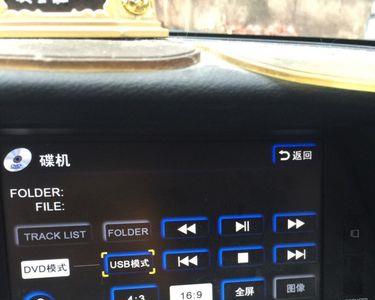 碟机
返回
FOLDER:
FILE:
TRACK LIST
FOLDER
DVD模式
USB模式
4:3
16:9
全屏
图像